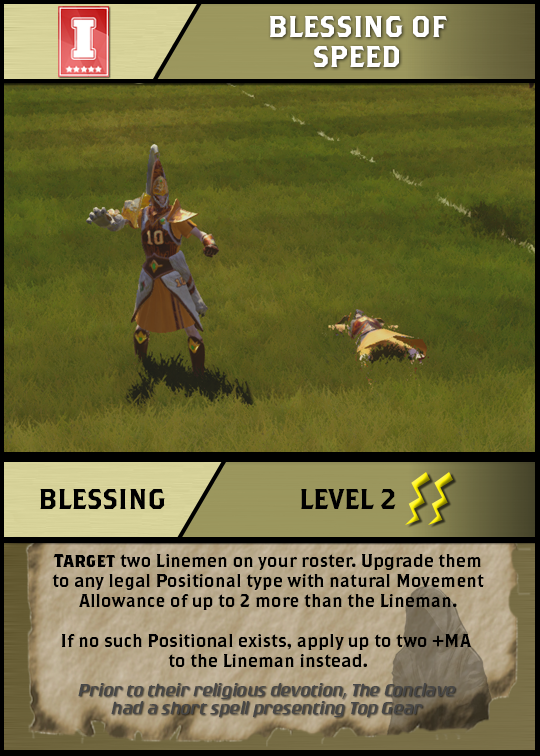 I
BLESSING OF
SPEED
10
BLESSING
LEVEL 2
TARGET two Linemen on your roster. Upgrade them
to any legal Positional type with natural Movement
Allowance of up to 2 more than the Lineman.
If no such Positional exists, apply up to two +MA
to the Lineman instead.
Prior to their religious devotion, The Conclave
had a short spell presenting Top Gear